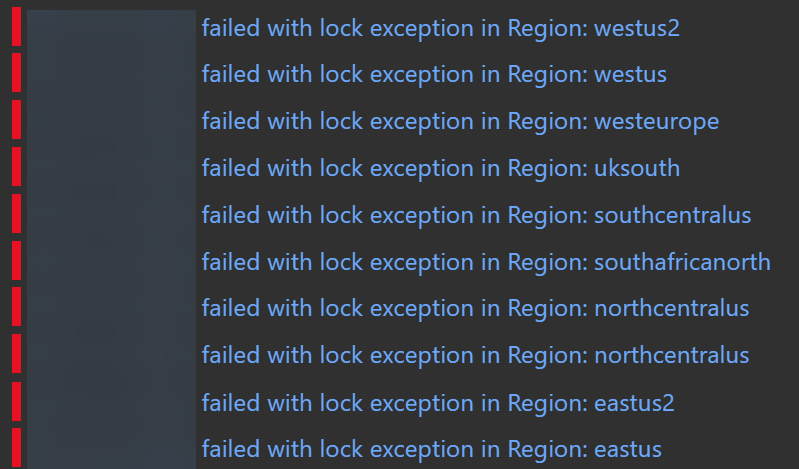 failed with lock exception in Region: westus2
failed with lock exception in Region: westus
failed with lock exception in Region: westeurope
failed with lock exception in Region: uksouth
failed with lock exception in Region: southcentralus
failed with lock exception in Region: southafricanorth
failed with lock exception in Region: northcentralus
failed with lock exception in Region: northcentralus
failed with lock exception in Region: eastus2
failed with lock exception in Region: eastus